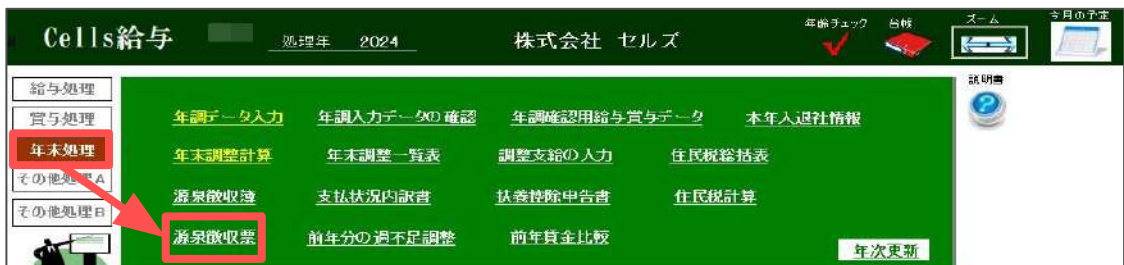 Cells給与 処理年 2024 株式会社 セルズ 年齢チェック 台帳 ズーム 今月の予定
給与処理
賞与処理
年末処理
その他処理A
その他処理B
年調データ入力 年調入力データの確認 年調確認用給与賞与データ 本年入退社情報
年末調整計算 年末調整一覧表 調整支給の入力 住民税総括表
源泉徴収簿 支払状況内訳書 扶養控除申告書 住民税計算
源泉徴収票 前年分の過不足調整 前年賃金比較
年次更新
説明書